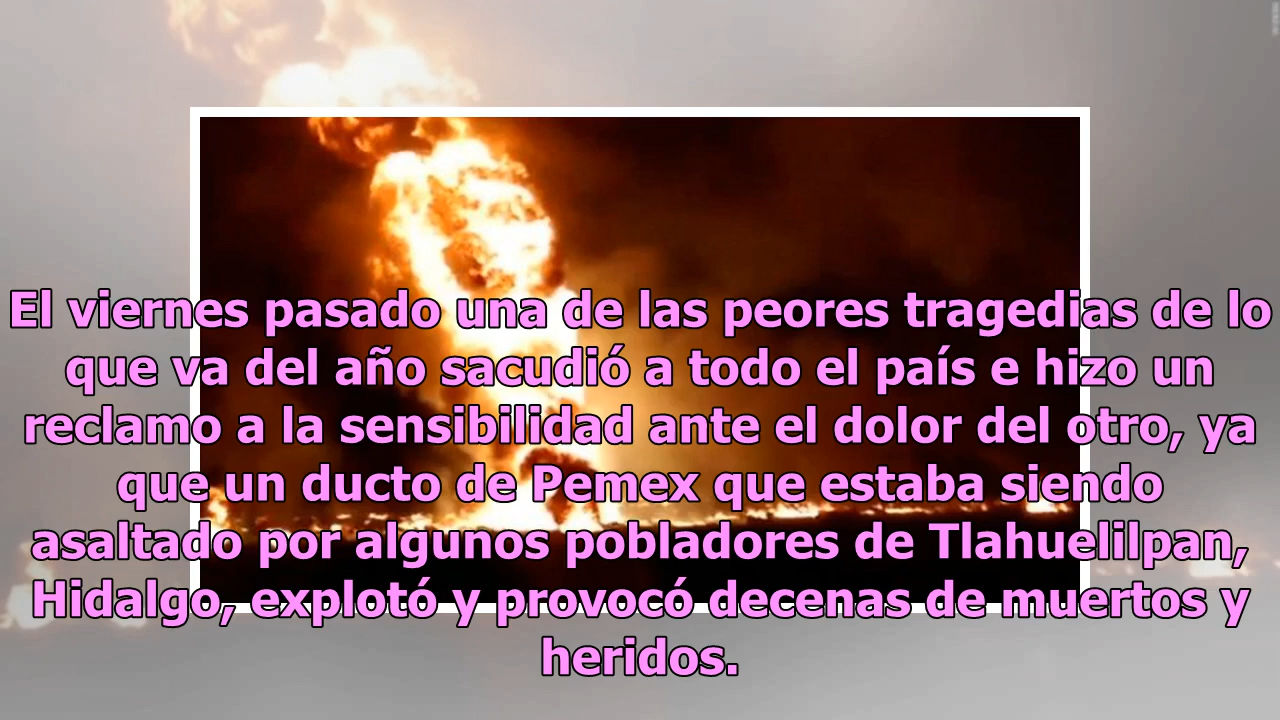 El viernes pasado una de las peores tragedias de lo
que va del año sacudió a todo el país e hizo un
reclamo a la sensibilidad ante el dolor del otro, ya
que un ducto de Pemex que estaba siendo
asaltado por algunos pobladores de Tlahuelilpan,
Hidalgo, explotó y provocó decenas de muertos y
heridos.